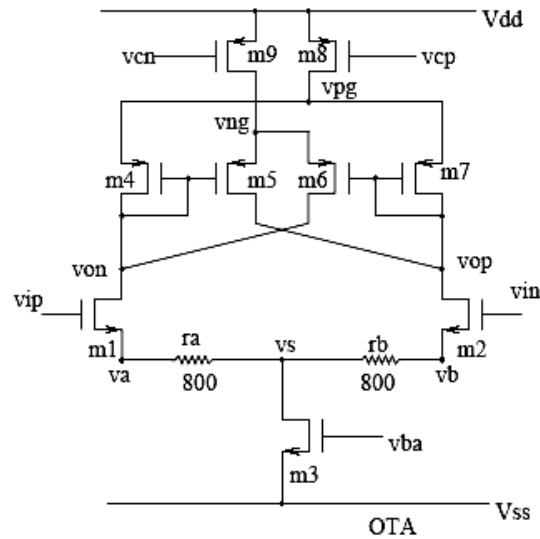 Vdd
vcn
m9
m8
vcp
vpg
vng
m4
m5
m6
m7
von
vop
vip
vin
m1
ra
vs
rb
m2
va
800
800
vb
vba
m3
Vss
OTA